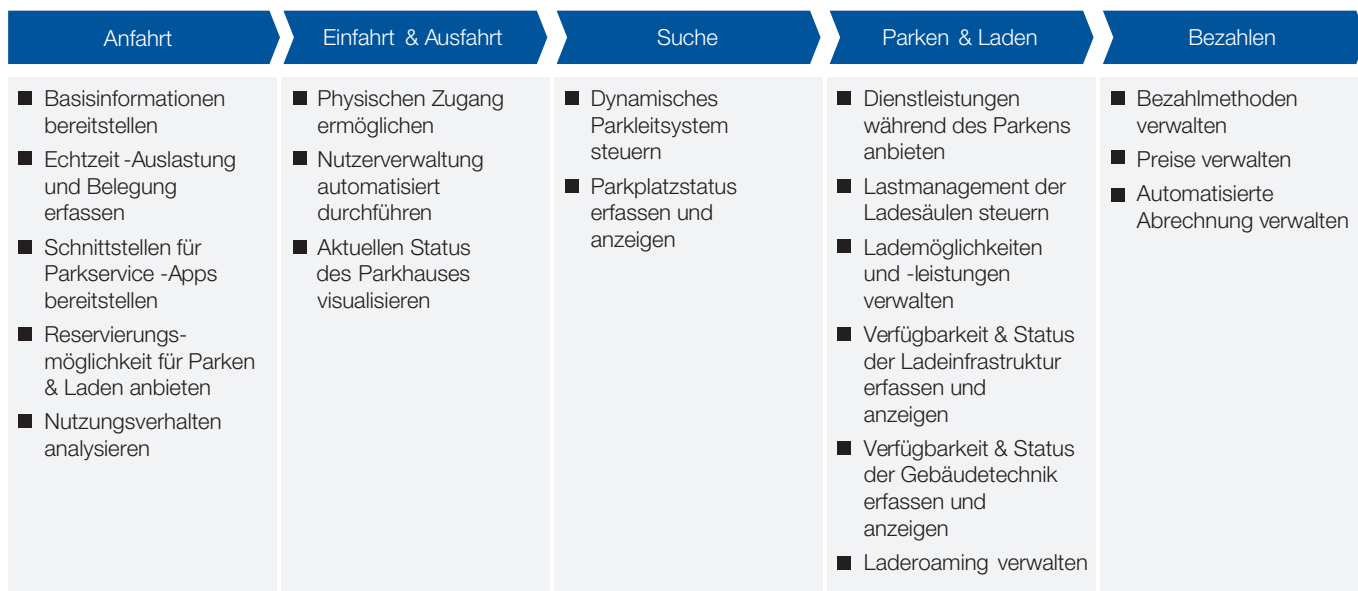 Anfahrt
Einfahrt & Ausfahrt
Suche
Parken & Laden
Bezahlen
Basisinformationen
bereitstellen
Echtzeit-Auslastung
und Belegung
erfassen
Schnittstellen für
Parkservice-Apps
bereitstellen
Reservierungs-
möglichkeit für Parken
& Laden anbieten
Nutzungsverhalten
analysieren
Physischen Zugang
ermöglichen
Nutzerverwaltung
automatisiert
durchführen
Aktuellen Status
des Parkhauses
visualisieren
Dynamisches
Parkleitsystem
steuern
Parkplatzstatus
erfassen und
anzeigen
Dienstleistungen
während des Parkens
anbieten
Lastmanagement der
Ladesäulen steuern
Lademöglichkeiten
und -leistungen
verwalten
Verfügbarkeit & Status
der Ladeinfrastruktur
erfassen und
anzeigen
Verfügbarkeit & Status
der Gebäudetechnik
erfassen und
anzeigen
Laderoaming verwalten
Bezahlmethoden
verwalten
Preise verwalten
Automatisierte
Abrechnung verwalten